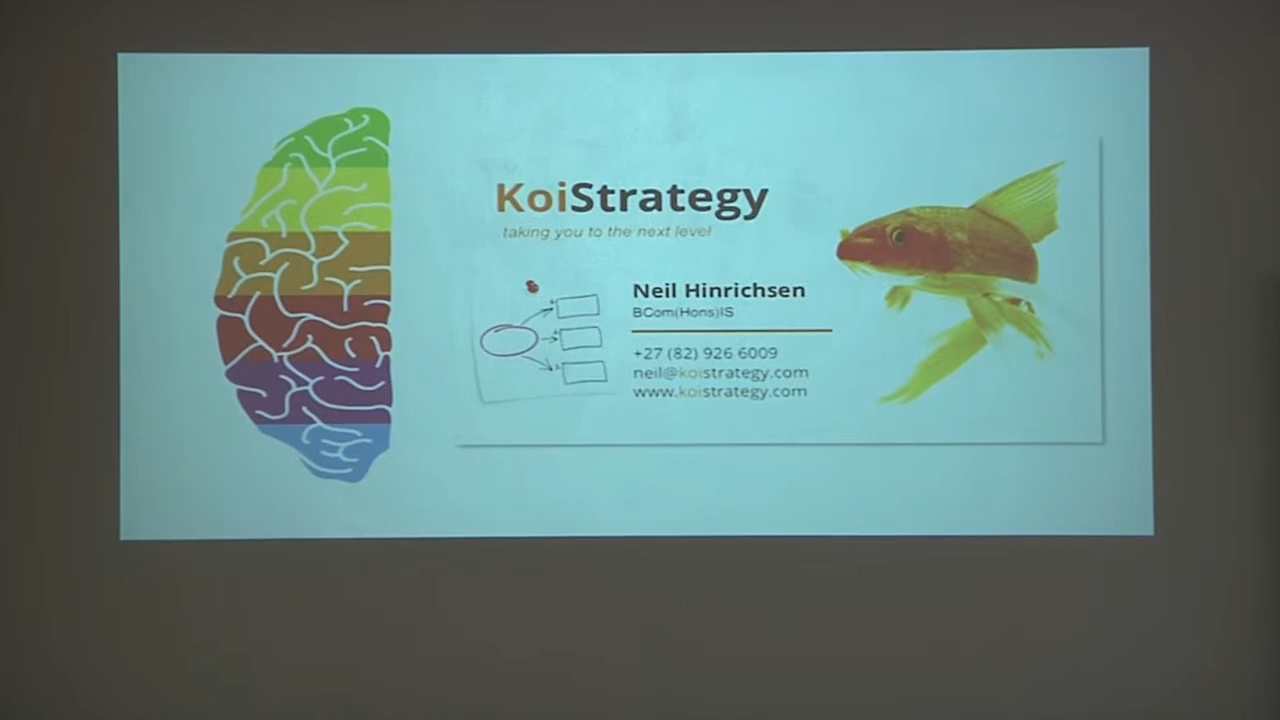 KoiStrategy
taking you to the next level
Neil Hinrichsen
BCom(Hons)IS
+27 (82) 926 6009
neil@koistrategy.com
www.koistrategy.com